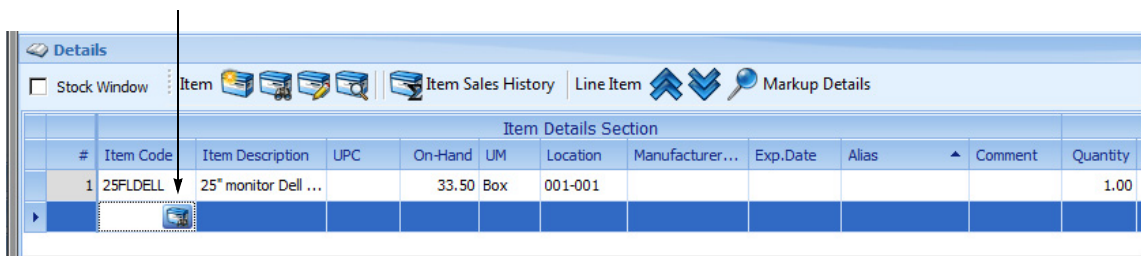 Details
Stock Window Item Item Sales History Line Item Markup Details
Item Details Section
# Item Code Item Description UPC On-Hand UM Location Manufacturer... Exp.Date Alias Comment Quantity
1 25FLDELL 25" monitor Dell ... 33.50 Box 001-001 1.00